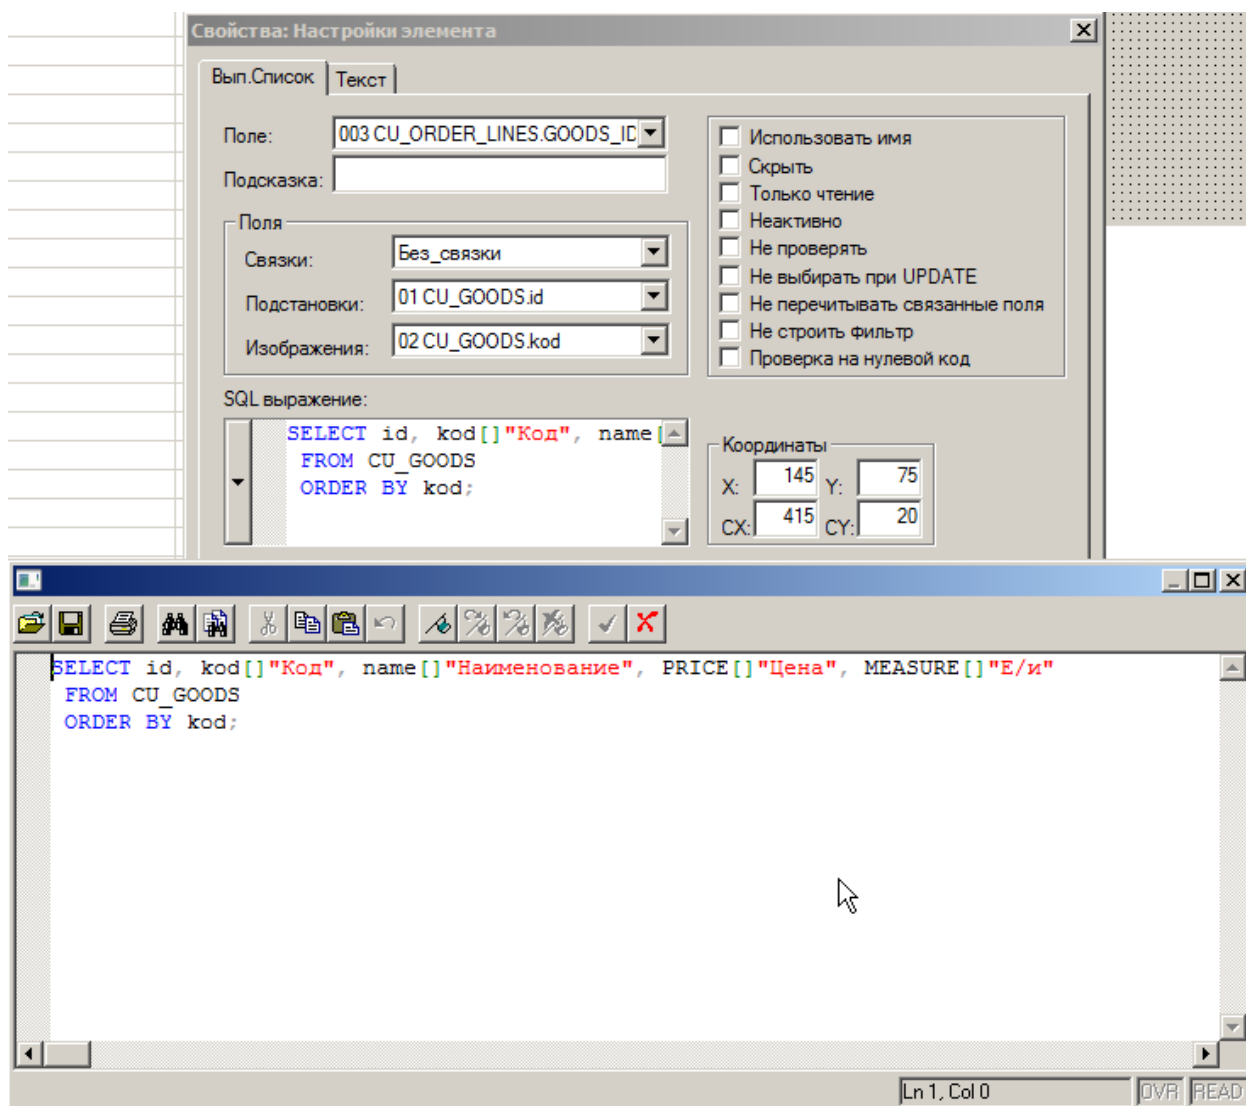 Свойства: Настройки элемента
Вып.Список
Текст
Поле:
003 CU_ORDER_LINES.GOODS_ID
Подсказка:
Поля
Связки:
Без_связки
Подстановки:
01 CU_GOODS.id
Изображения:
02 CU_GOODS.kod
Использовать имя
Скрыть
Только чтение
Неактивно
Не проверять
Не выбирать при UPDATE
Не перечитывать связанные поля
Не строить фильтр
Проверка на нулевой код
SQL выражение:
SELECT id, kod[]"Код", name[
FROM CU_GOODS
ORDER BY kod;
Координаты
X: 145 Y: 75
CX: 415 CY: 20
SELECT id, kod[]"Код", name[]"Наименование", PRICE[]"Цена", MEASURE[]"Е/и"
FROM CU_GOODS
ORDER BY kod;
Ln 1, Col 0
OVR
READ